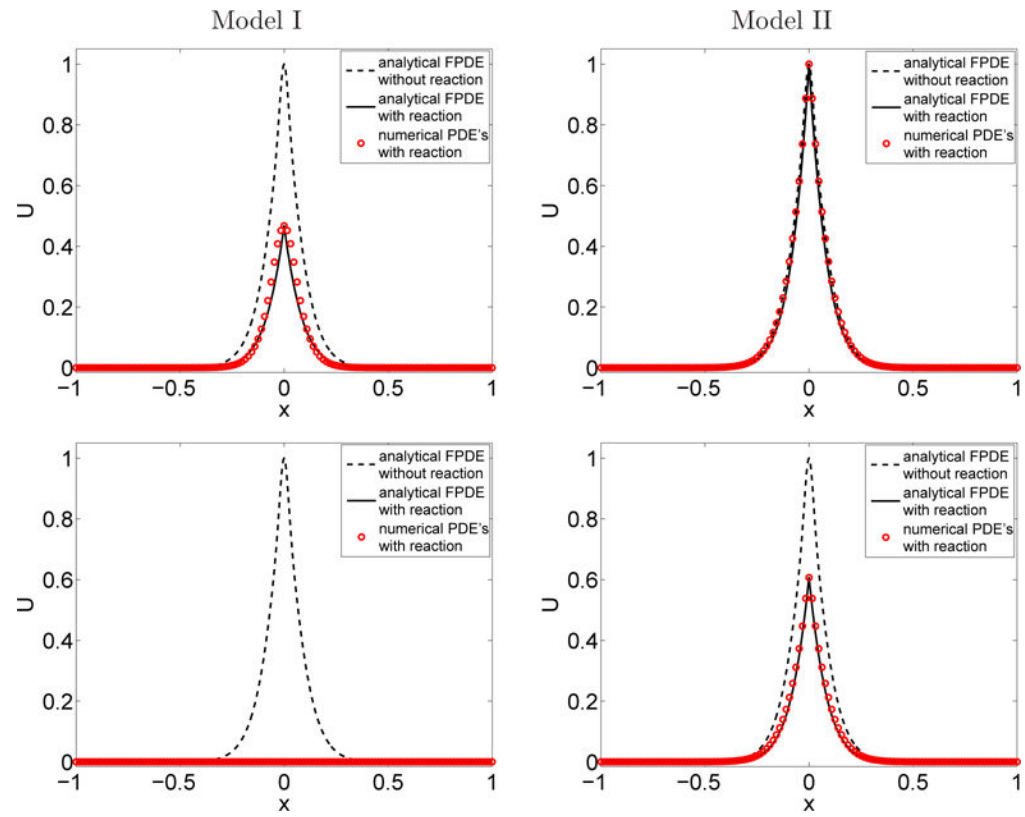 Model I
Model II
1
0.8
0.6
0.4
0.2
0
U
−1
−0.5
0
0.5
1
x
analytical FPDE
without reaction
analytical FPDE
with reaction
numerical PDE's
with reaction
1
0.8
0.6
0.4
0.2
0
U
−1
−0.5
0
0.5
1
x
analytical FPDE
without reaction
analytical FPDE
with reaction
numerical PDE's
with reaction
1
0.8
0.6
0.4
0.2
0
U
−1
−0.5
0
0.5
1
x
analytical FPDE
without reaction
analytical FPDE
with reaction
numerical PDE's
with reaction
1
0.8
0.6
0.4
0.2
0
U
−1
−0.5
0
0.5
1
x
analytical FPDE
without reaction
analytical FPDE
with reaction
numerical PDE's
with reaction